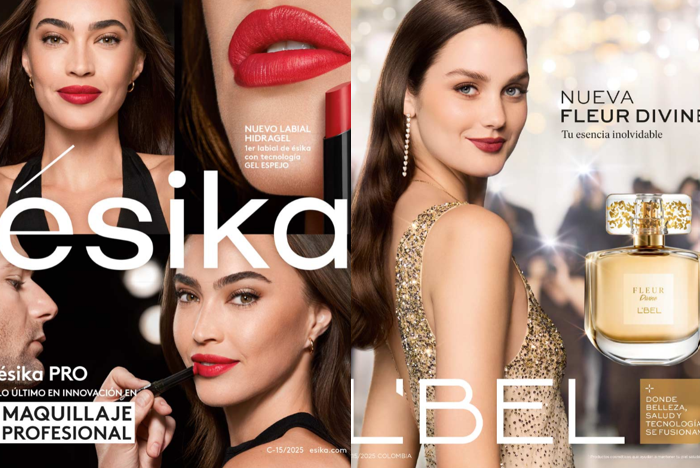 NUEVO LABIAL
HIDRAGEL
1er labial de ésika
con tecnología
GEL ESPEJO
ésika
ésika PRO
LO ÚLTIMO EN INNOVACIÓN EN
MAQUILLAJE
PROFESIONAL
C-15/2025 esika.com
NUEVA
FLEUR DIVINE
Tu esencia inolvidable
FLEUR
Divine
L'BEL
L'BEL
DONDE
BELLEZA,
SALUD Y
TECNOLOGÍA
SE FUSIONAN
15/2025 COLOMBIA